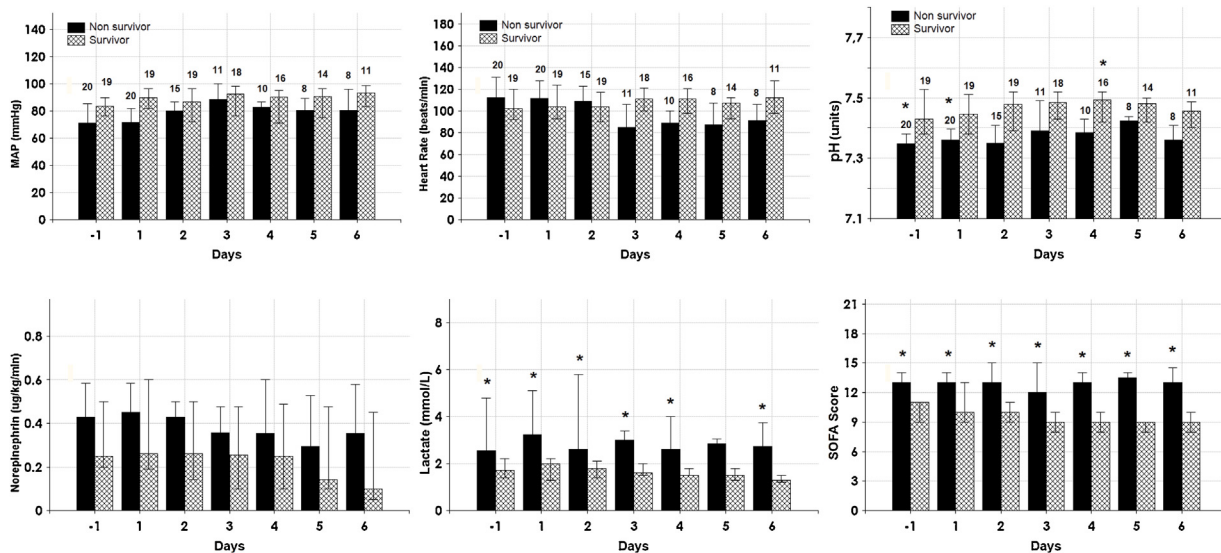 Non survivor
Survivor
MAP (mmHg)
140
120
100
80
60
40
20
0
20 19 20 19 15 19 11 18 10 16 8 14 8 11
-1 1 2 3 4 5 6
Days
Non survivor
Survivor
Heart Rate (beats/min)
180
160
140
120
100
80
60
40
20
0
20 19 20 19 15 19 11 18 10 16 8 14 8 11
-1 1 2 3 4 5 6
Days
Non survivor
Survivor
pH (units)
7,7
7.5
7.3
7.1
* * *
20 19 20 19 15 19 11 18 10 16 8 14 8 11
-1 1 2 3 4 5 6
Days
Norepinephrin (ug/kg/min)
0.8
0.6
0.4
0.2
0
-1 1 2 3 4 5 6
Days
Lactate (mmol/L)
8
6
4
2
0
* * * * * *
-1 1 2 3 4 5 6
Days
SOFA Score
21
18
15
12
9
6
3
0
* * * * * * *
-1 1 2 3 4 5 6
Days